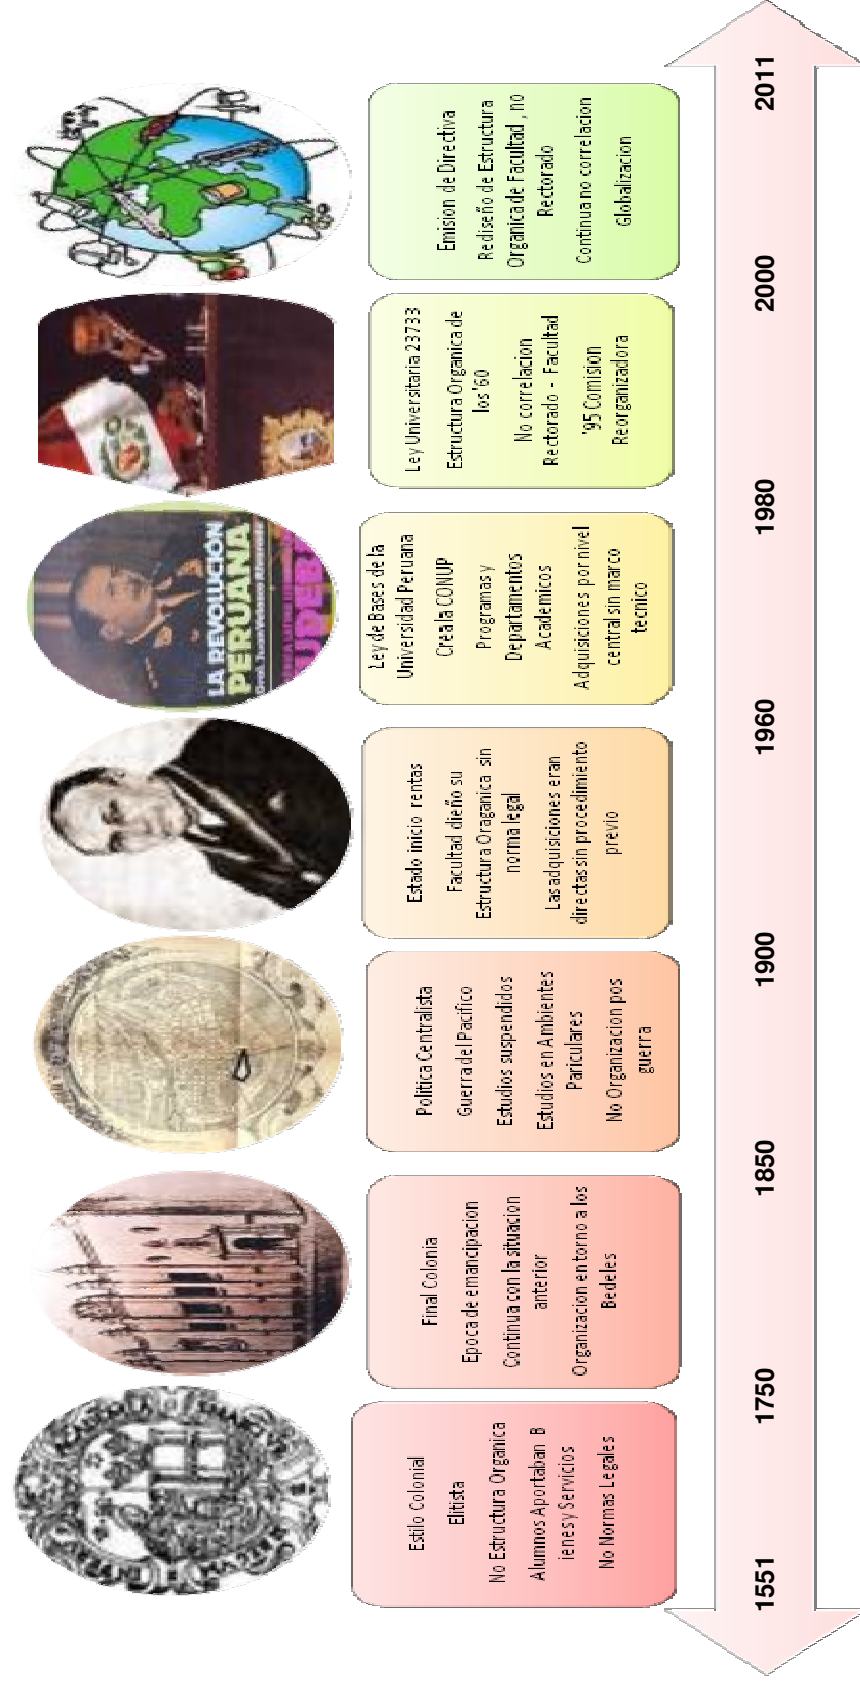 ACADEMIA
LA REVOLUCIÓN
PERUANA
Estilo Colonial
Elitista
No Estructura Organica
Alumnos Aportaban B
ienes y Servicios
No Normas Legales
Final Colonia
Epoca de emancipacion
Continua con la situacion
anterior
Organizacion en torno a los
Bedeles
Politica Centralista
Guerra del Pacifico
Estudios suspendidos
Estudios en Ambientes
Pariculares
No Organizacion pos
guerra
Estado inicio rentas
Facultad dieño su
Estructura Oraganica sin
norma legal
Las adquisiciones eran
directas sin procedimiento
previo
Ley de Bases de la
Universidad Peruana
Crea la CONUP
Programas y
Departamentos
Academicos
Adquisiciones por nivel
central sin marco
tecnico
Ley Universitaria 23733
Estructura Organica de
los '60
No correlacion
Rectorado - Facultad
'95 Comision
Reorganizadora
Emision de Directiva
Rediseño de Estructura
Organica de Facultad , no
Rectorado
Continua no correlacion
Globalizacion
1551
1750
1850
1900
1960
1980
2000
2011